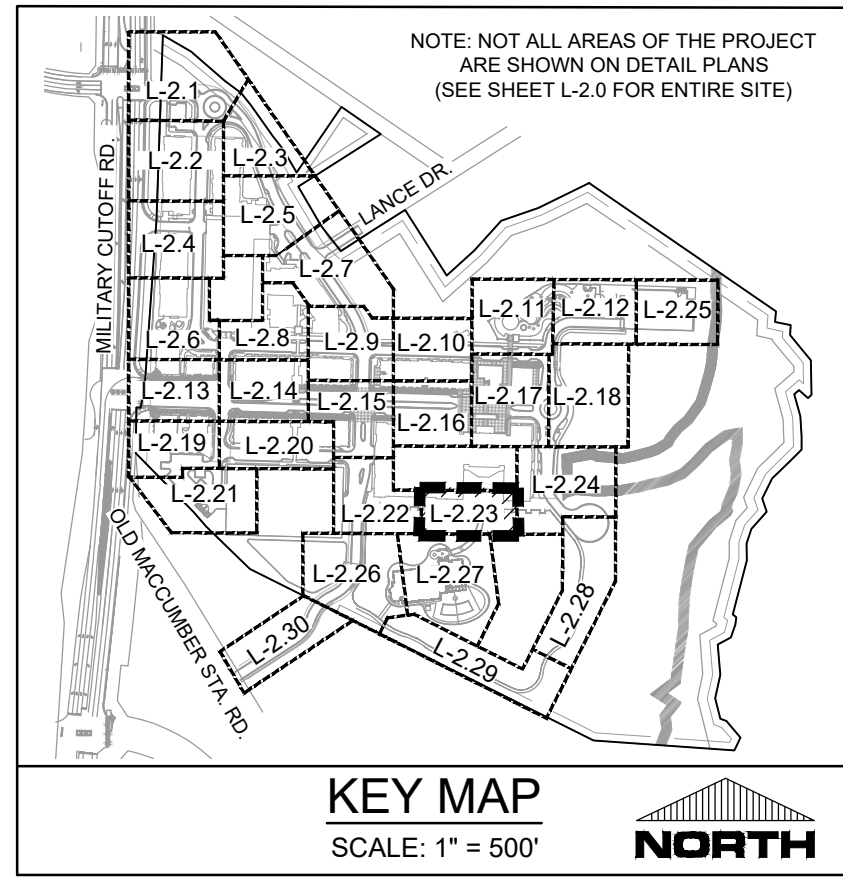 NOTE: NOT ALL AREAS OF THE PROJECT
ARE SHOWN ON DETAIL PLANS
(SEE SHEET L-2.0 FOR ENTIRE SITE)
MILITARY CUTOFF RD.
LANCE DR.
OLD MACCUMBER STA. RD.
L-2.1
L-2.2
L-2.3
L-2.4
L-2.5
L-2.6
L-2.7
L-2.8
L-2.9
L-2.10
L-2.11
L-2.12
L-2.25
L-2.13
L-2.14
L-2.15
L-2.16
L-2.17
L-2.18
L-2.19
L-2.20
L-2.21
L-2.22
L-2.23
L-2.24
L-2.26
L-2.27
L-2.28
L-2.29
L-2.30
KEY MAP
SCALE: 1" = 500'
NORTH